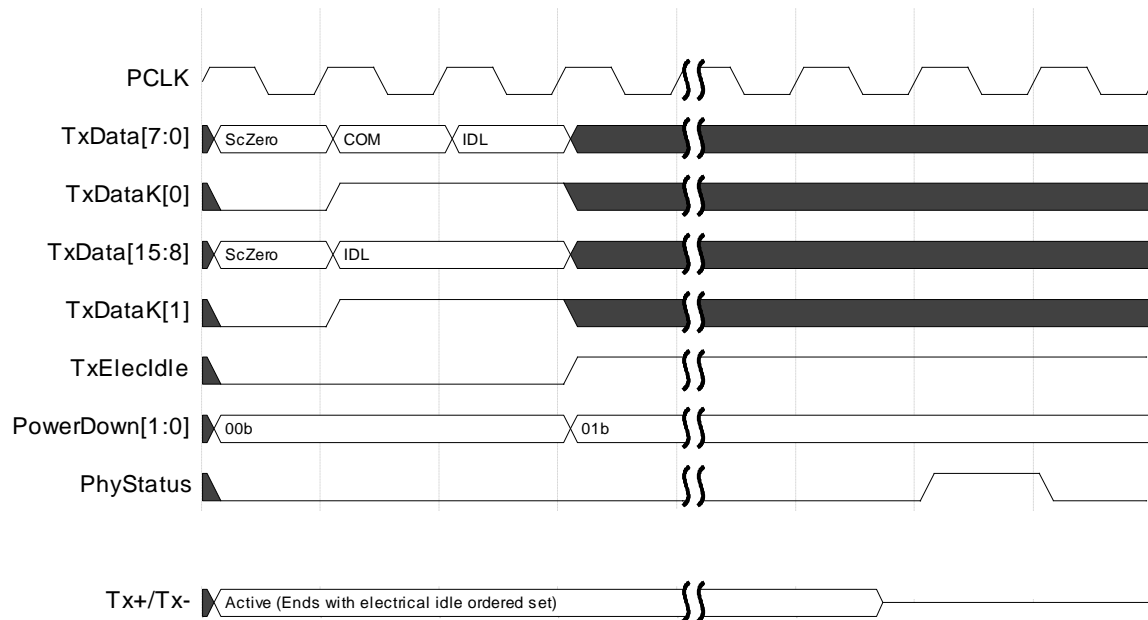 PCLK
TxData[7:0] ScZero COM IDL
TxDataK[0]
TxData[15:8] ScZero IDL
TxDataK[1]
TxElecIdle
PowerDown[1:0] 00b 01b
PhyStatus
Tx+/Tx- Active (Ends with electrical idle ordered set)